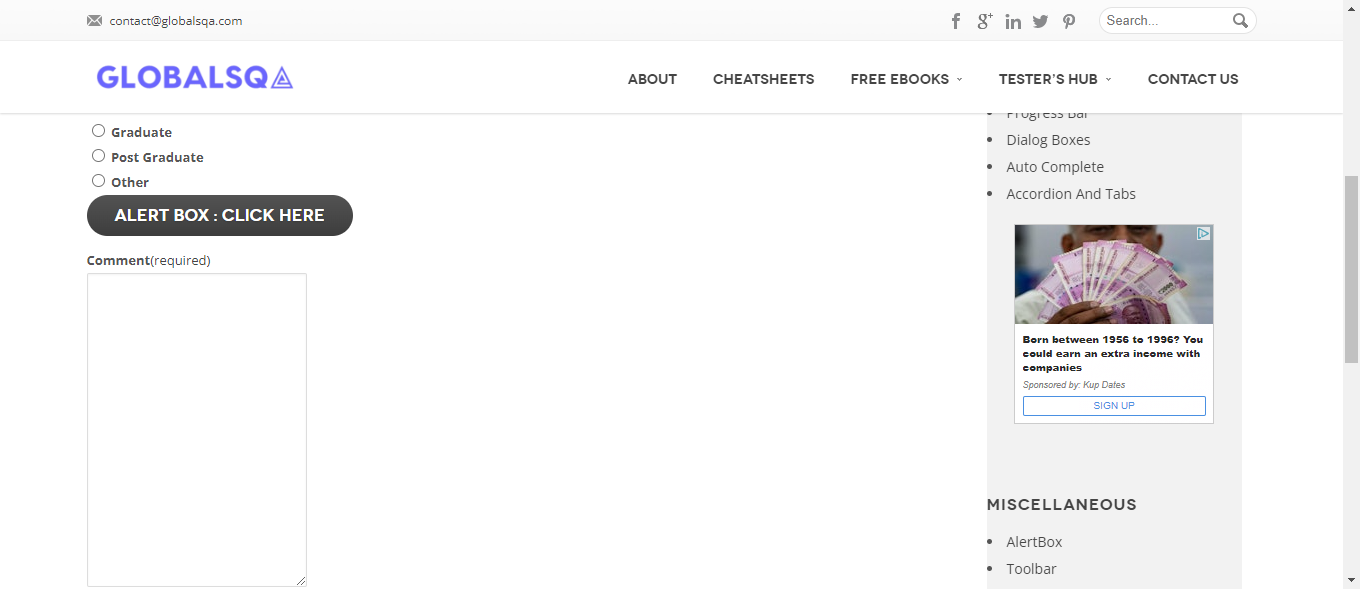 contact@globalsqa.com
Search...
GLOBALSQA
ABOUT
CHEATSHEETS
FREE EBOOKS
TESTER'S HUB
CONTACT US
Graduate
Post Graduate
Other
ALERT BOX : CLICK HERE
Comment(required)
Progress Bar
Dialog Boxes
Auto Complete
Accordion And Tabs
Born between 1956 to 1996? You
could earn an extra income with
companies
Sponsored by: Kup Dates
SIGN UP
MISCELLANEOUS
AlertBox
Toolbar